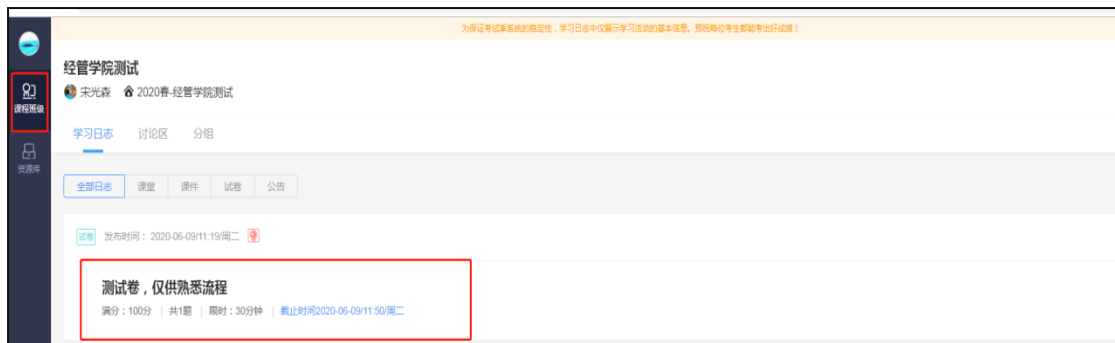 为保证考试季系统的稳定性，学习日志中仅展示学习活动的基本信息。预祝每位考生都能考出好成绩！
经管学院测试
宋光森 2020春-经管学院测试
课程班级
学习日志 讨论区 分组
资源库
全部日志 课堂 课件 试卷 公告
试卷 发布时间：2020-06-09/11:19/周二
测试卷，仅供熟悉流程
满分：100分 | 共1题 | 限时：30分钟 | 截止时间2020-06-09/11:50/周二